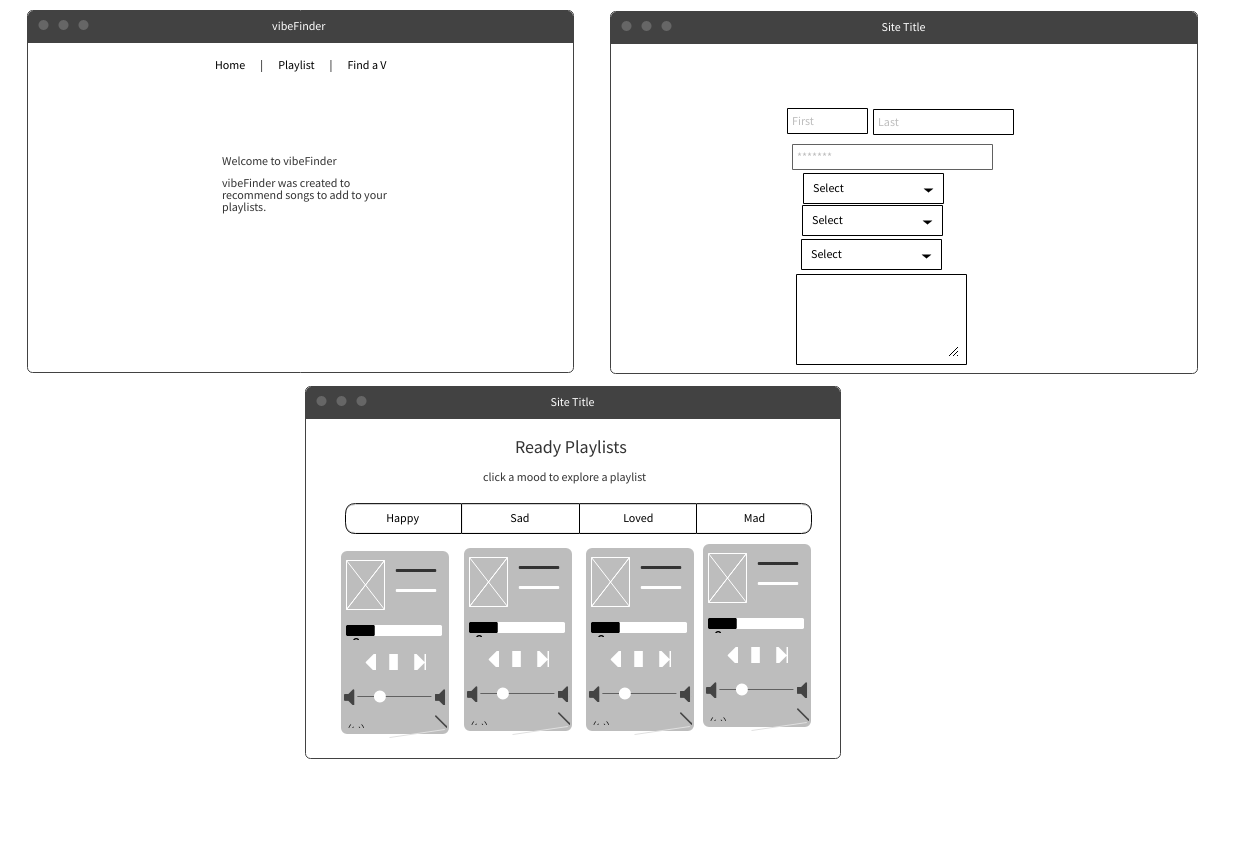 vibeFinder
Home | Playlist | Find a V
Welcome to vibeFinder
vibeFinder was created to
recommend songs to add to your
playlists.
Site Title
First Last
*******
Select
Select
Select
Site Title
Ready Playlists
click a mood to explore a playlist
Happy Sad Loved Mad